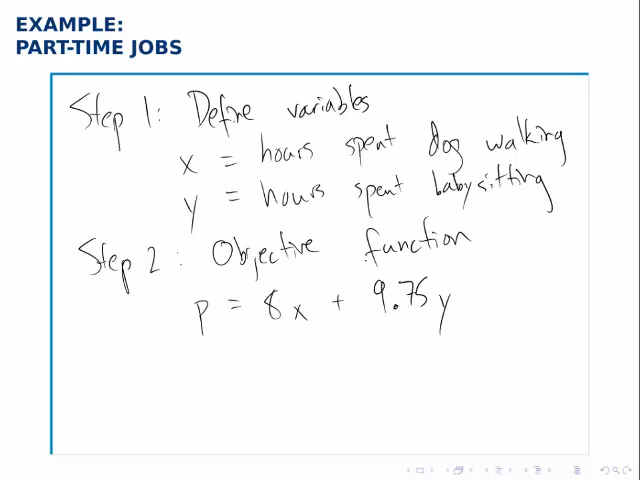 EXAMPLE:
PART-TIME JOBS
Step 1: Define variables
x = hours spent dog walking
y = hours spent babysitting
Step 2: Objective function
p = 8x + 9.75y